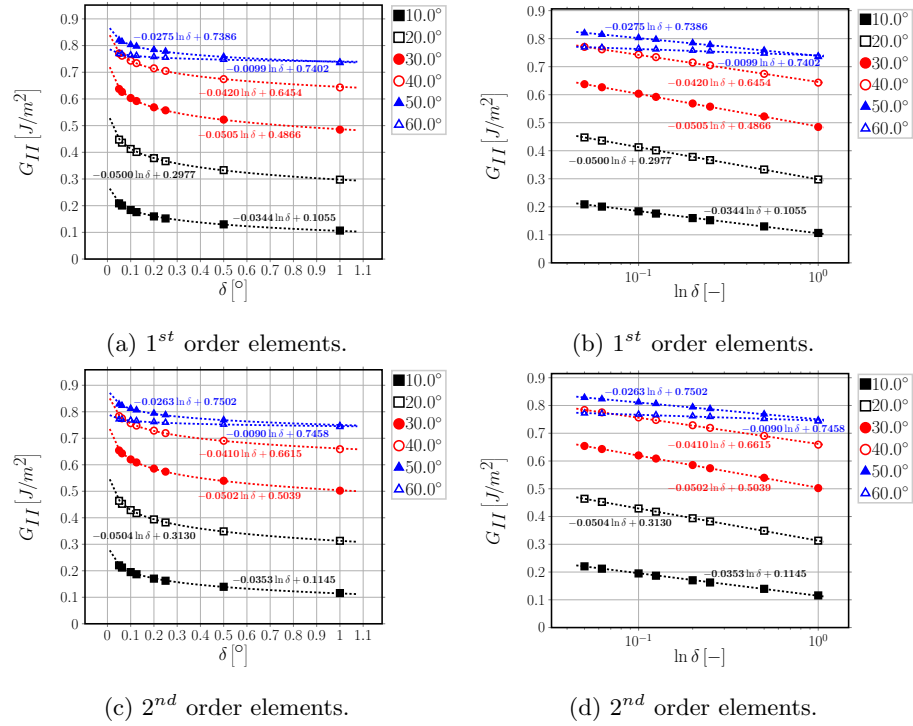 0.9
0.8
0.7
0.6
0.5
0.4
0.3
0.2
0.1
0
G_{II} [J/m^2]
−0.0275 ln δ + 0.7386
−0.0099 ln δ + 0.7402
−0.0420 ln δ + 0.6454
−0.0505 ln δ + 0.4866
−0.0500 ln δ + 0.2977
−0.0344 ln δ + 0.1055
0 0.1 0.2 0.3 0.4 0.5 0.6 0.7 0.8 0.9 1 1.1
δ [°]
10.0°
20.0°
30.0°
40.0°
50.0°
60.0°
(a) 1^{st} order elements.
0.9
0.8
0.7
0.6
0.5
0.4
0.3
0.2
0.1
0
G_{II} [J/m^2]
−0.0275 ln δ + 0.7386
−0.0099 ln δ + 0.7402
−0.0420 ln δ + 0.6454
−0.0505 ln δ + 0.4866
−0.0500 ln δ + 0.2977
−0.0344 ln δ + 0.1055
10^{−1} 10^0
ln δ [−]
10.0°
20.0°
30.0°
40.0°
50.0°
60.0°
(b) 1^{st} order elements.
0.9
0.8
0.7
0.6
0.5
0.4
0.3
0.2
0.1
0
G_{II} [J/m^2]
−0.0263 ln δ + 0.7502
−0.0090 ln δ + 0.7458
−0.0410 ln δ + 0.6615
−0.0502 ln δ + 0.5039
−0.0504 ln δ + 0.3130
−0.0353 ln δ + 0.1145
0 0.1 0.2 0.3 0.4 0.5 0.6 0.7 0.8 0.9 1 1.1
δ [°]
10.0°
20.0°
30.0°
40.0°
50.0°
60.0°
(c) 2^{nd} order elements.
0.9
0.8
0.7
0.6
0.5
0.4
0.3
0.2
0.1
0
G_{II} [J/m^2]
−0.0263 ln δ + 0.7502
−0.0090 ln δ + 0.7458
−0.0410 ln δ + 0.6615
−0.0502 ln δ + 0.5039
−0.0504 ln δ + 0.3130
−0.0353 ln δ + 0.1145
10^{−1} 10^0
ln δ [−]
10.0°
20.0°
30.0°
40.0°
50.0°
60.0°
(d) 2^{nd} order elements.